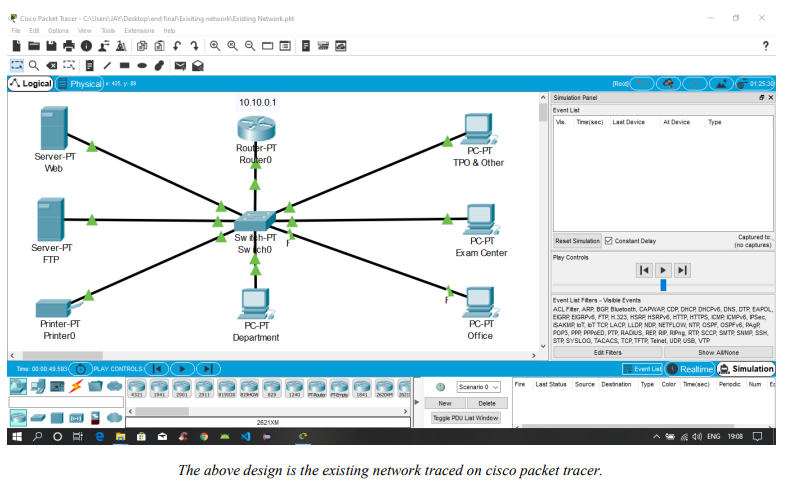 Cisco Packet Tracer - C:\Users\JAY\Desktop\end final\Exisiting network\Existing Network.pkt
File Edit Options View Tools Extensions Help
?
Logical Physical x: 425, y: 88 [Root] 01:25:30
10.10.0.1
Server-PT
Web
Router-PT
Router0
PC-PT
TPO & Other
Server-PT
FTP
Switch-PT
Switch0
F
PC-PT
Exam Center
Printer-PT
Printer0
PC-PT
Department
F
PC-PT
Office
Simulation Panel
Event List
Vis. Time(sec) Last Device At Device Type
Reset Simulation Constant Delay Captured to:
(no captures)
Play Controls
Event List Filters - Visible Events
ACL Filter, ARP, BGP, Bluetooth, CAPWAP, CDP, DHCP, DHCPv6, DNS, DTP, EAPOL,
EIGRP, EIGRPv6, FTP, H.323, HSRP, HSRPv6, HTTP, HTTPS, ICMP, ICMPv6, IPSec,
ISAKMP, IoT, IoT TCP, LACP, LLDP, NDP, NETFLOW, NTP, OSPF, OSPFv6, PAgP,
POP3, PPP, PPPoED, PTP, RADIUS, REP, RIP, RIPng, RTP, SCCP, SMTP, SNMP, SSH,
STP, SYSLOG, TACACS, TCP, TFTP, Telnet, UDP, USB, VTP
Edit Filters Show All/None
Time: 00:00:49.593 PLAY CONTROLS: Event List Realtime Simulation
4321 1941 2901 2911 819IOX 819HGW 829 1240 PT-Router PT-Empty 1841 2620XM
2621XM
Scenario 0
New Delete
Toggle PDU List Window
Fire Last Status Source Destination Type Color Time(sec) Periodic Num
ENG 19:08
The above design is the existing network traced on cisco packet tracer.